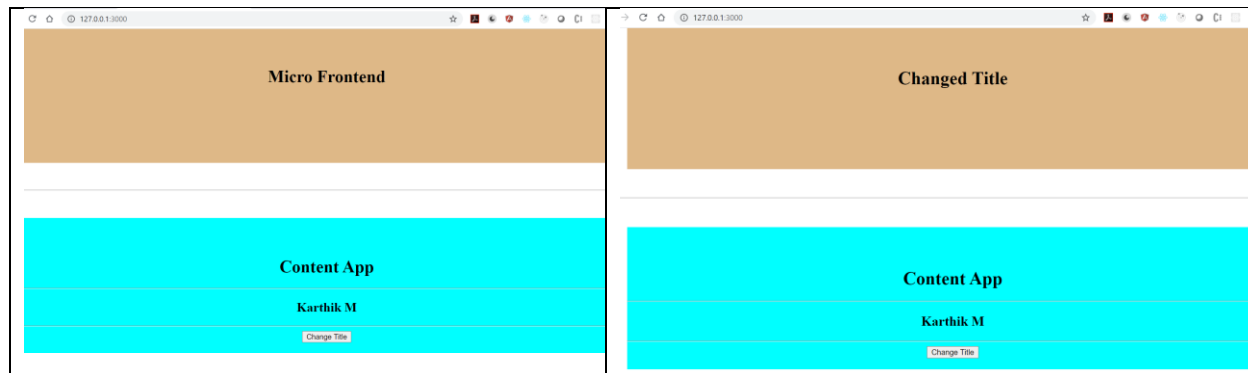 127.0.0.1:3000
Micro Frontend
Content App
Karthik M
Change Title
127.0.0.1:3000
Changed Title
Content App
Karthik M
Change Title